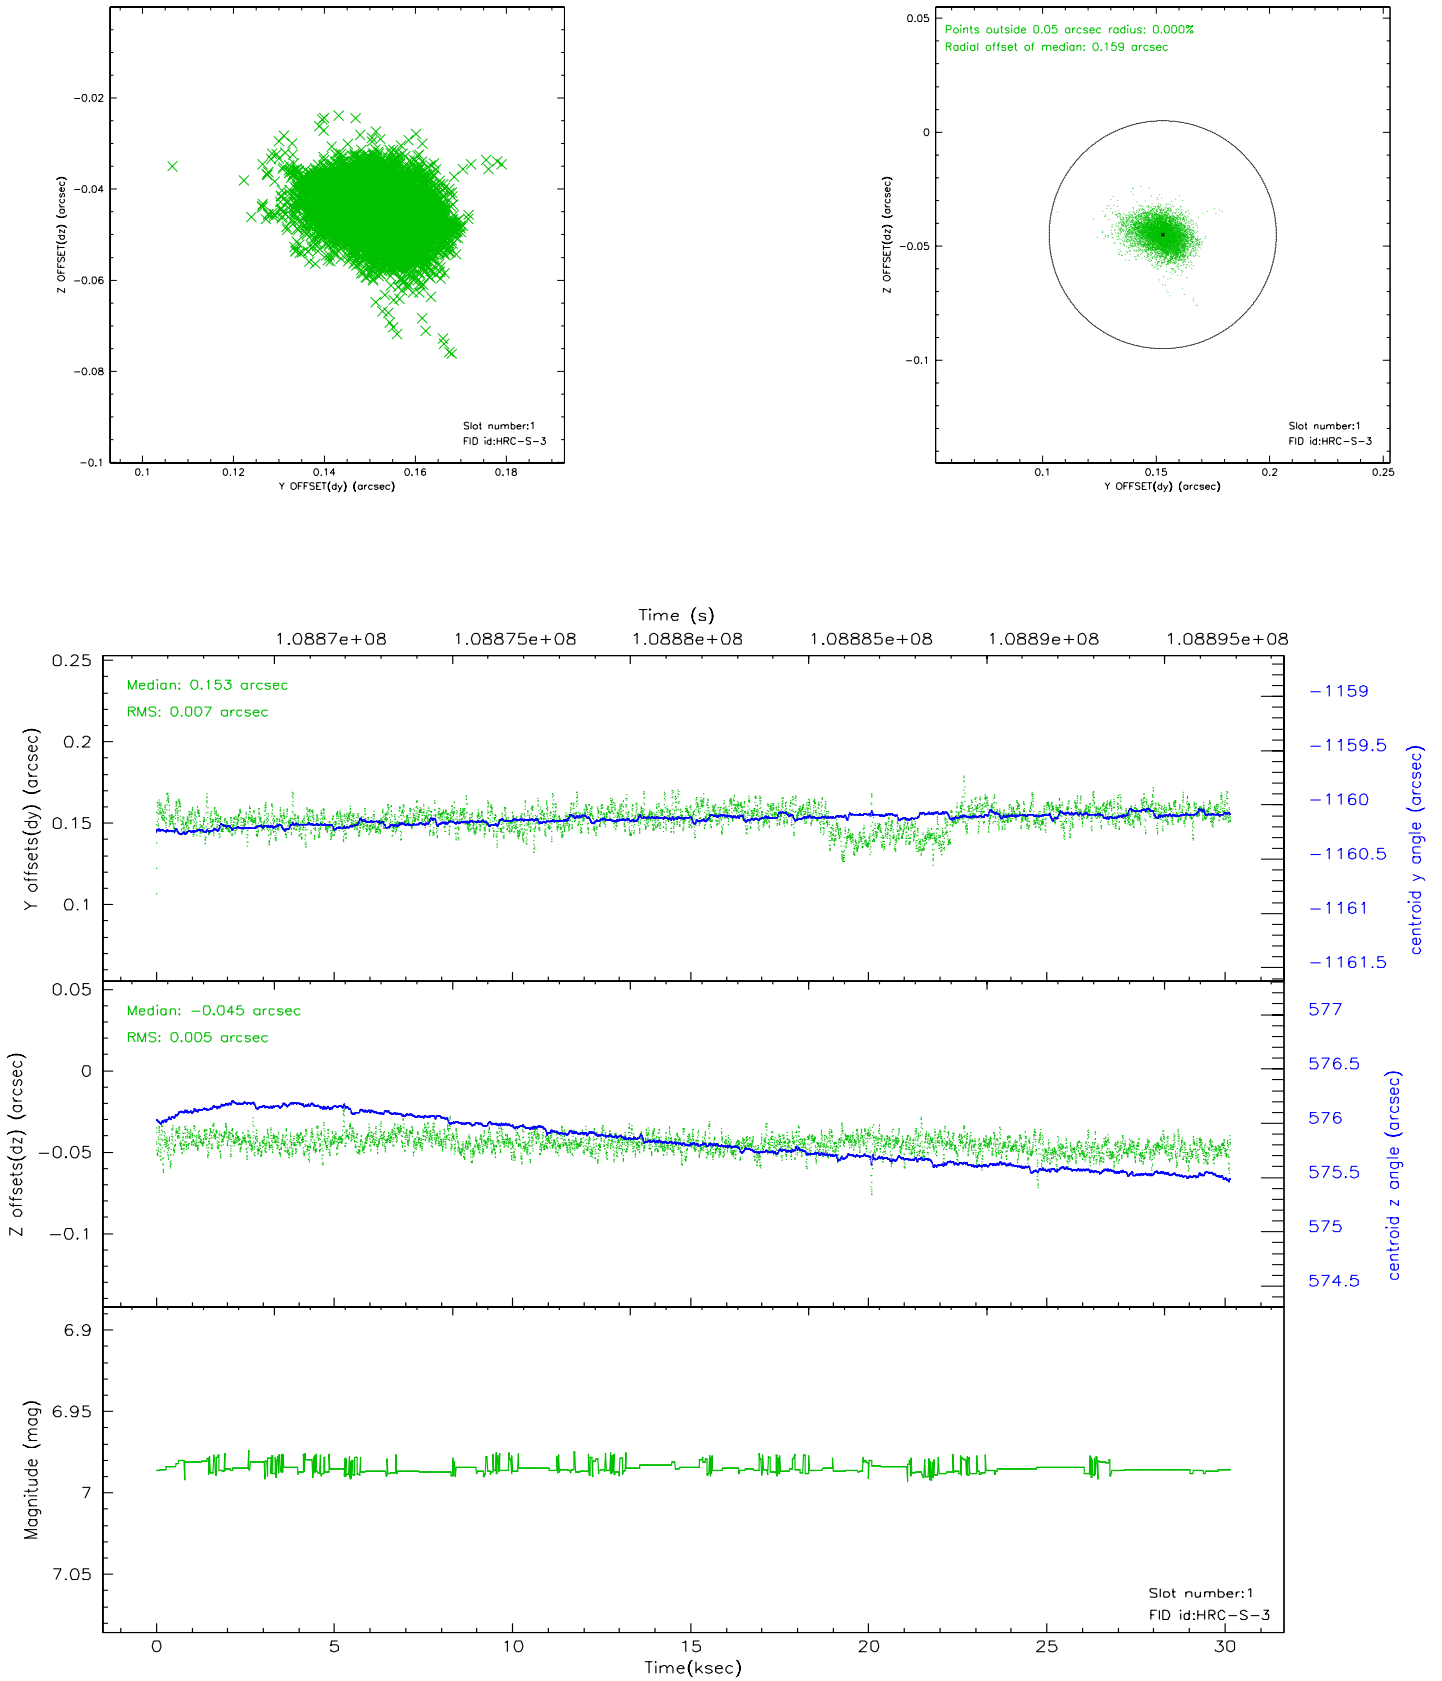 −0.02
−0.04
−0.06
−0.08
−0.1
Z OFFSET(dz) (arcsec)
Slot number:1
FID id:HRC−S−3
0.1 0.12 0.14 0.16 0.18
Y OFFSET(dy) (arcsec)
Points outside 0.05 arcsec radius: 0.000%
Radial offset of median: 0.159 arcsec
0.05
0
−0.05
−0.1
Z OFFSET(dz) (arcsec)
Slot number:1
FID id:HRC−S−3
0.1 0.15 0.2 0.25
Y OFFSET(dy) (arcsec)
Time (s)
1.0887e+08 1.08875e+08 1.0888e+08 1.08885e+08 1.0889e+08 1.08895e+08
Median: 0.153 arcsec
RMS: 0.007 arcsec
0.25
0.2
0.15
0.1
Y offsets(dy) (arcsec)
−1159
−1159.5
−1160
−1160.5
−1161
−1161.5
centroid y angle (arcsec)
Median: −0.045 arcsec
RMS: 0.005 arcsec
0.05
0
−0.05
−0.1
Z offsets(dz) (arcsec)
577
576.5
576
575.5
575
574.5
centroid z angle (arcsec)
6.9
6.95
7
7.05
Magnitude (mag)
Slot number:1
FID id:HRC−S−3
0 5 10 15 20 25 30
Time(ksec)